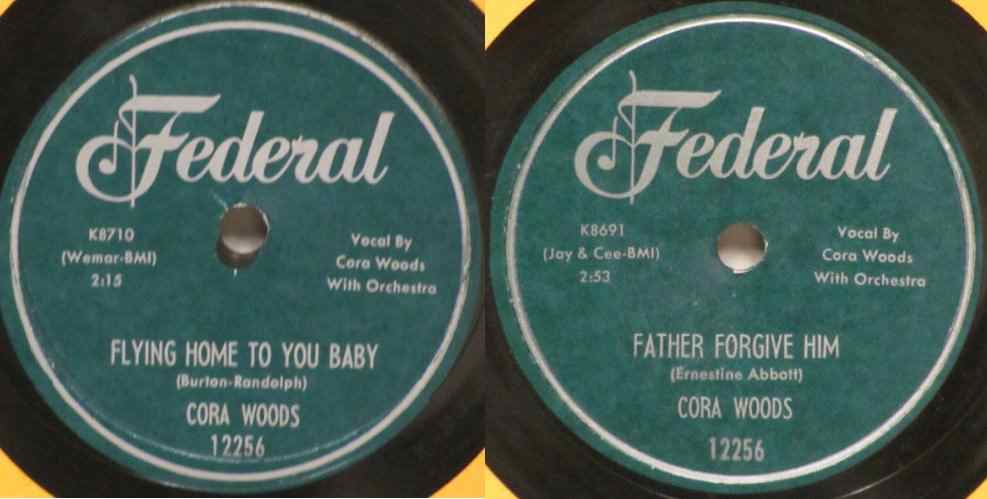 Federal
K8710
(Wemar-BMI)
2:15
Vocal By
Cora Woods
With Orchestra
FLYING HOME TO YOU BABY
(Burton-Randolph)
CORA WOODS
12256
Federal
K8691
(Jay & Cee-BMI)
2:53
Vocal By
Cora Woods
With Orchestra
FATHER FORGIVE HIM
(Ernestine Abbott)
CORA WOODS
12256